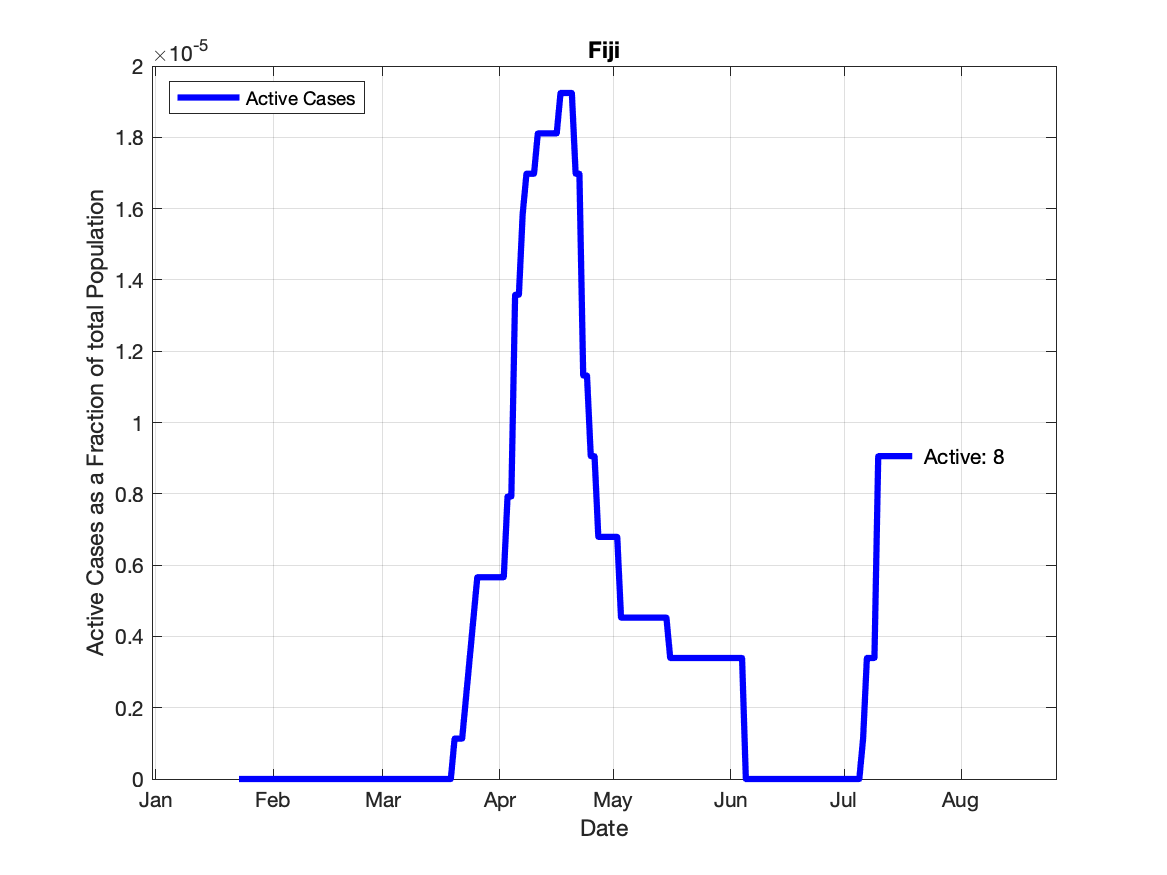 Fiji
×10-5
Active Cases
2
1.8
1.6
1.4
1.2
1
0.8
0.6
0.4
0.2
0
Active Cases as a Fraction of total Population
Active: 8
Jan Feb Mar Apr May Jun Jul Aug
Date